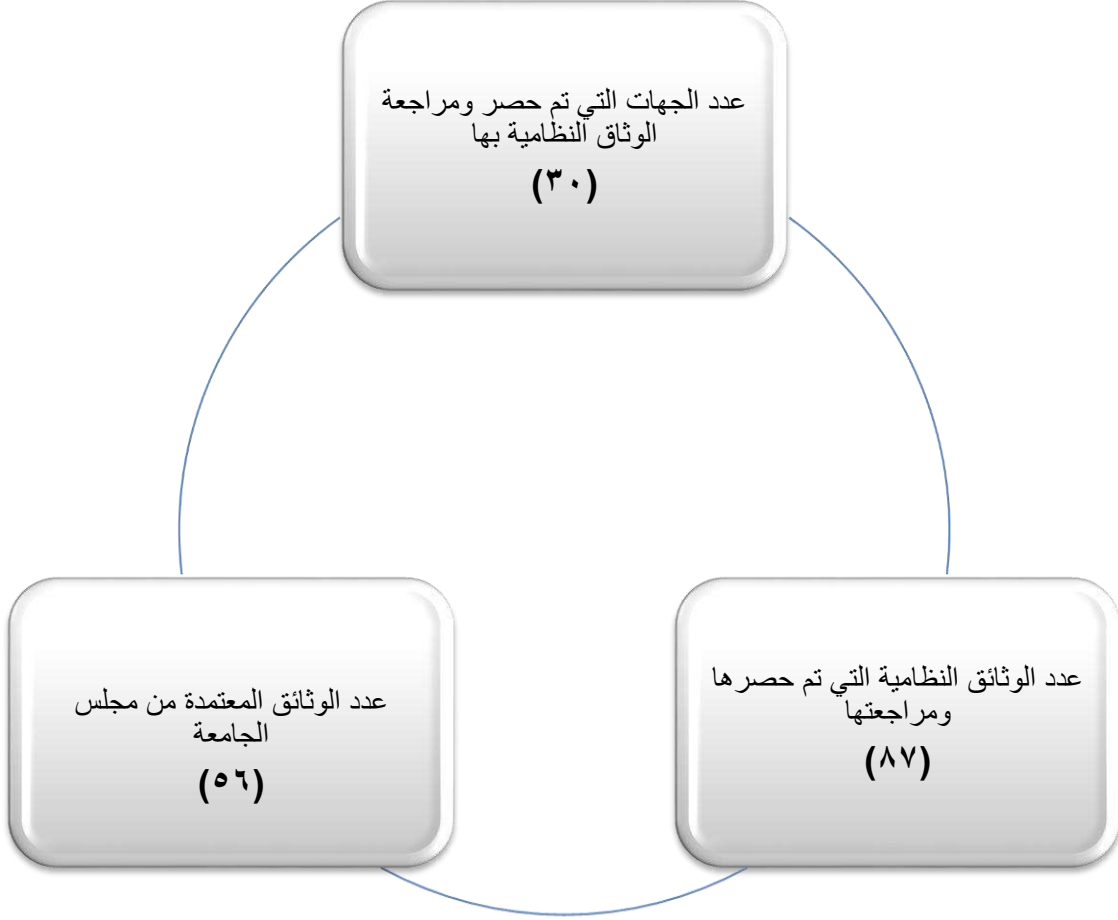 عدد الجهات التي تم حصر ومراجعة
الوثاق النظامية بها
(٣٠)
عدد الوثائق النظامية التي تم حصرها
ومراجعتها
(٨٧)
عدد الوثائق المعتمدة من مجلس
الجامعة
(٥٦)